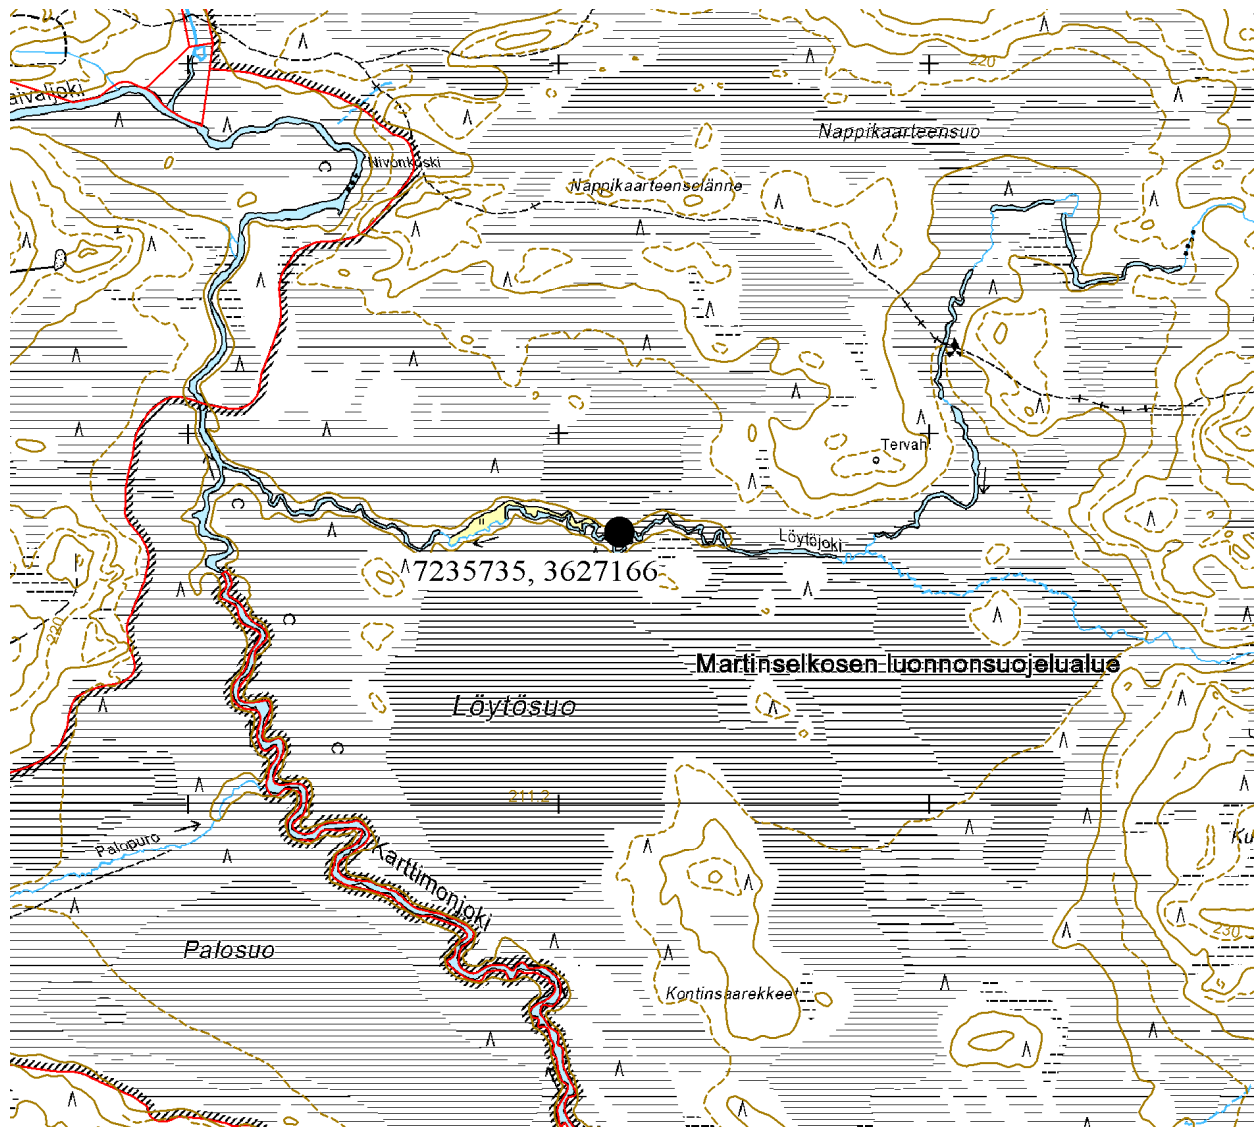 220
aivaljoki
Nappikaarteensuo
Nivonkoski
Nappikaarteenselänne
Tervah.
Löytöjoki
7235735, 3627166
220
Martinselkosen luonnonsuojelualue
Löytösuo
211.2
Palopuro
Ku
Karttimonjoki
230
Palosuo
Kontinsaarekkeet